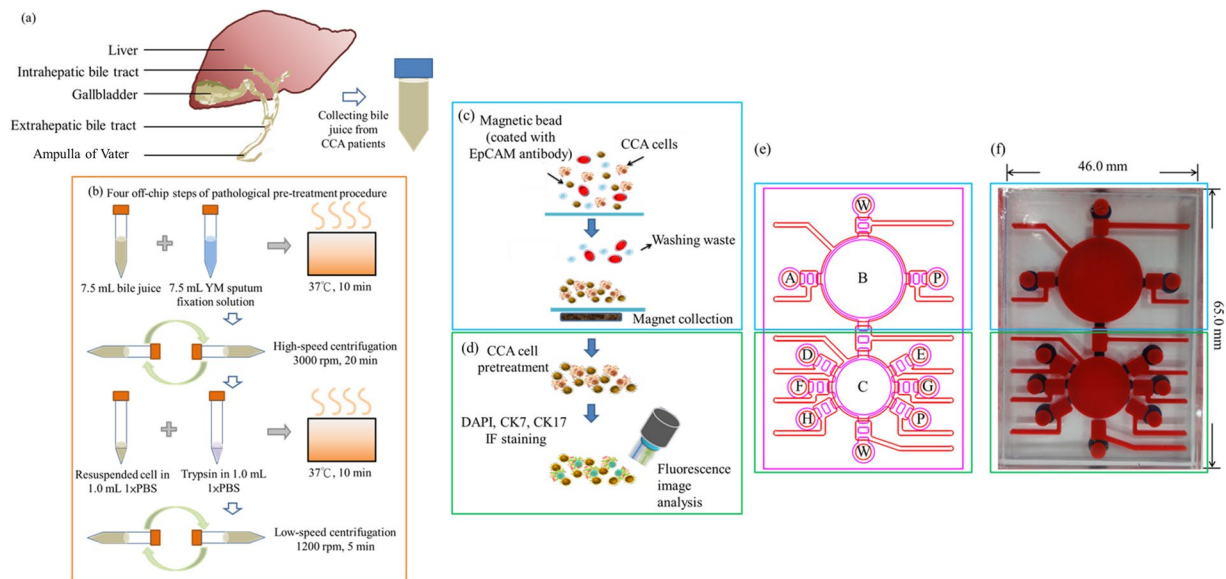 (a)
Liver
Intrahepatic bile tract
Gallbladder
Extrahepatic bile tract
Ampulla of Vater
Collecting bile
juice from
CCA patients
(b) Four off-chip steps of pathological pre-treatment procedure
7.5 mL bile juice
7.5 mL YM sputum
fixation solution
37℃, 10 min
High-speed centrifugation
3000 rpm, 20 min
Resuspended cell in
1.0 mL 1×PBS
Trypsin in 1.0 mL
1×PBS
37℃, 10 min
Low-speed centrifugation
1200 rpm, 5 min
(c)
Magnetic bead
(coated with
EpCAM antibody)
CCA cells
Washing waste
Magnet collection
(d)
CCA cell
pretreatment
DAPI, CK7, CK17
IF staining
Fluorescence
image
analysis
(e)
W
A
B
P
D
E
F
C
G
H
P
W
(f)
46.0 mm
65.0 mm